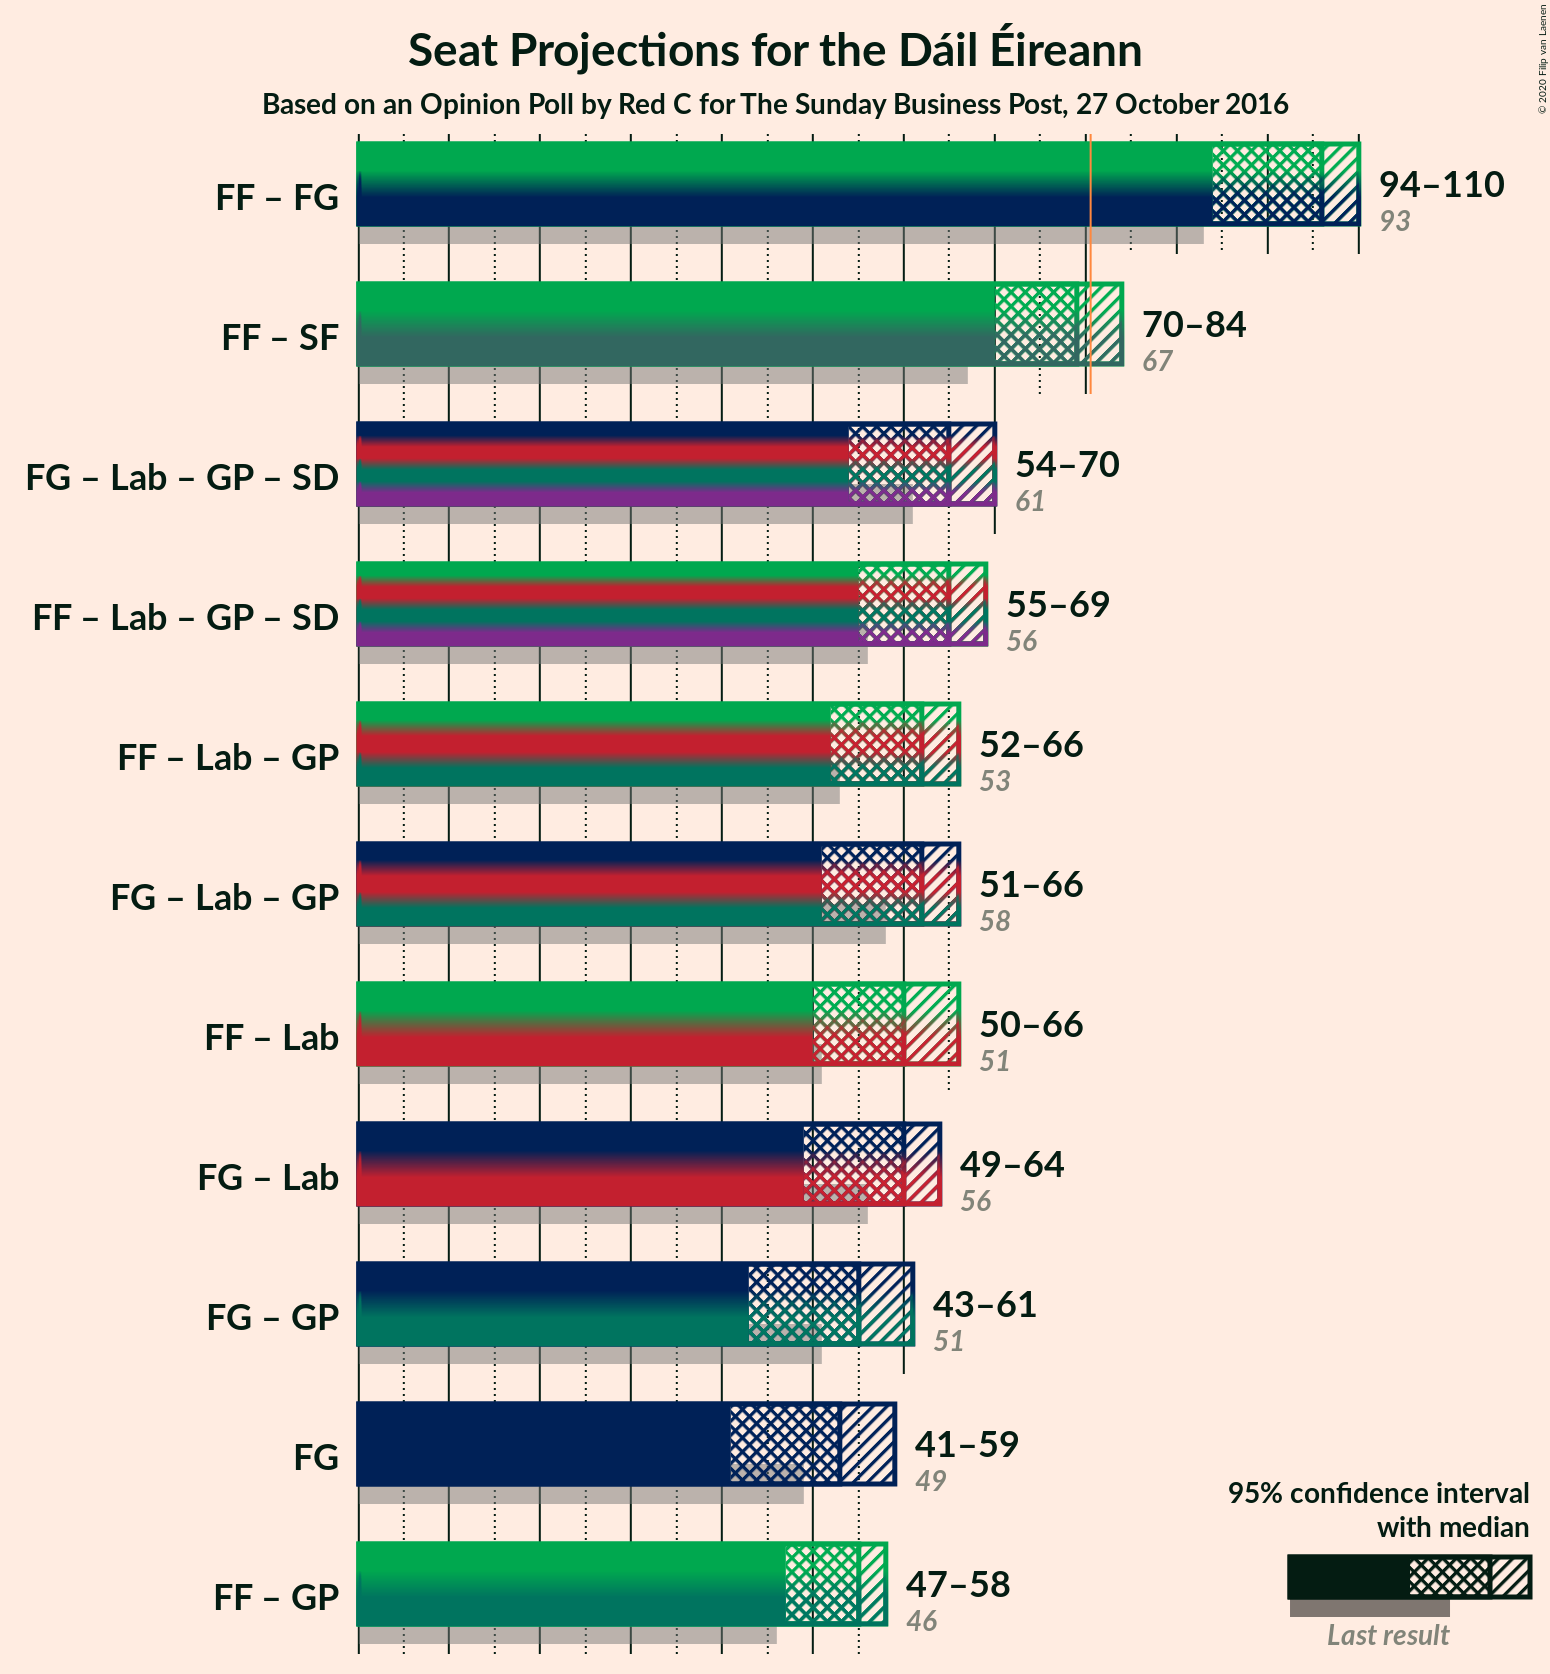 Seat Projections for the Dáil Éireann
Based on an Opinion Poll by Red C for The Sunday Business Post, 27 October 2016
© 2020 Filip van Laenen
FF – FG
94–110
93
FF – SF
70–84
67
FG – Lab – GP – SD
54–70
61
FF – Lab – GP – SD
55–69
56
FF – Lab – GP
52–66
53
FG – Lab – GP
51–66
58
FF – Lab
50–66
51
FG – Lab
49–64
56
FG – GP
43–61
51
FG
41–59
49
FF – GP
47–58
46
95% confidence interval
with median
Last result